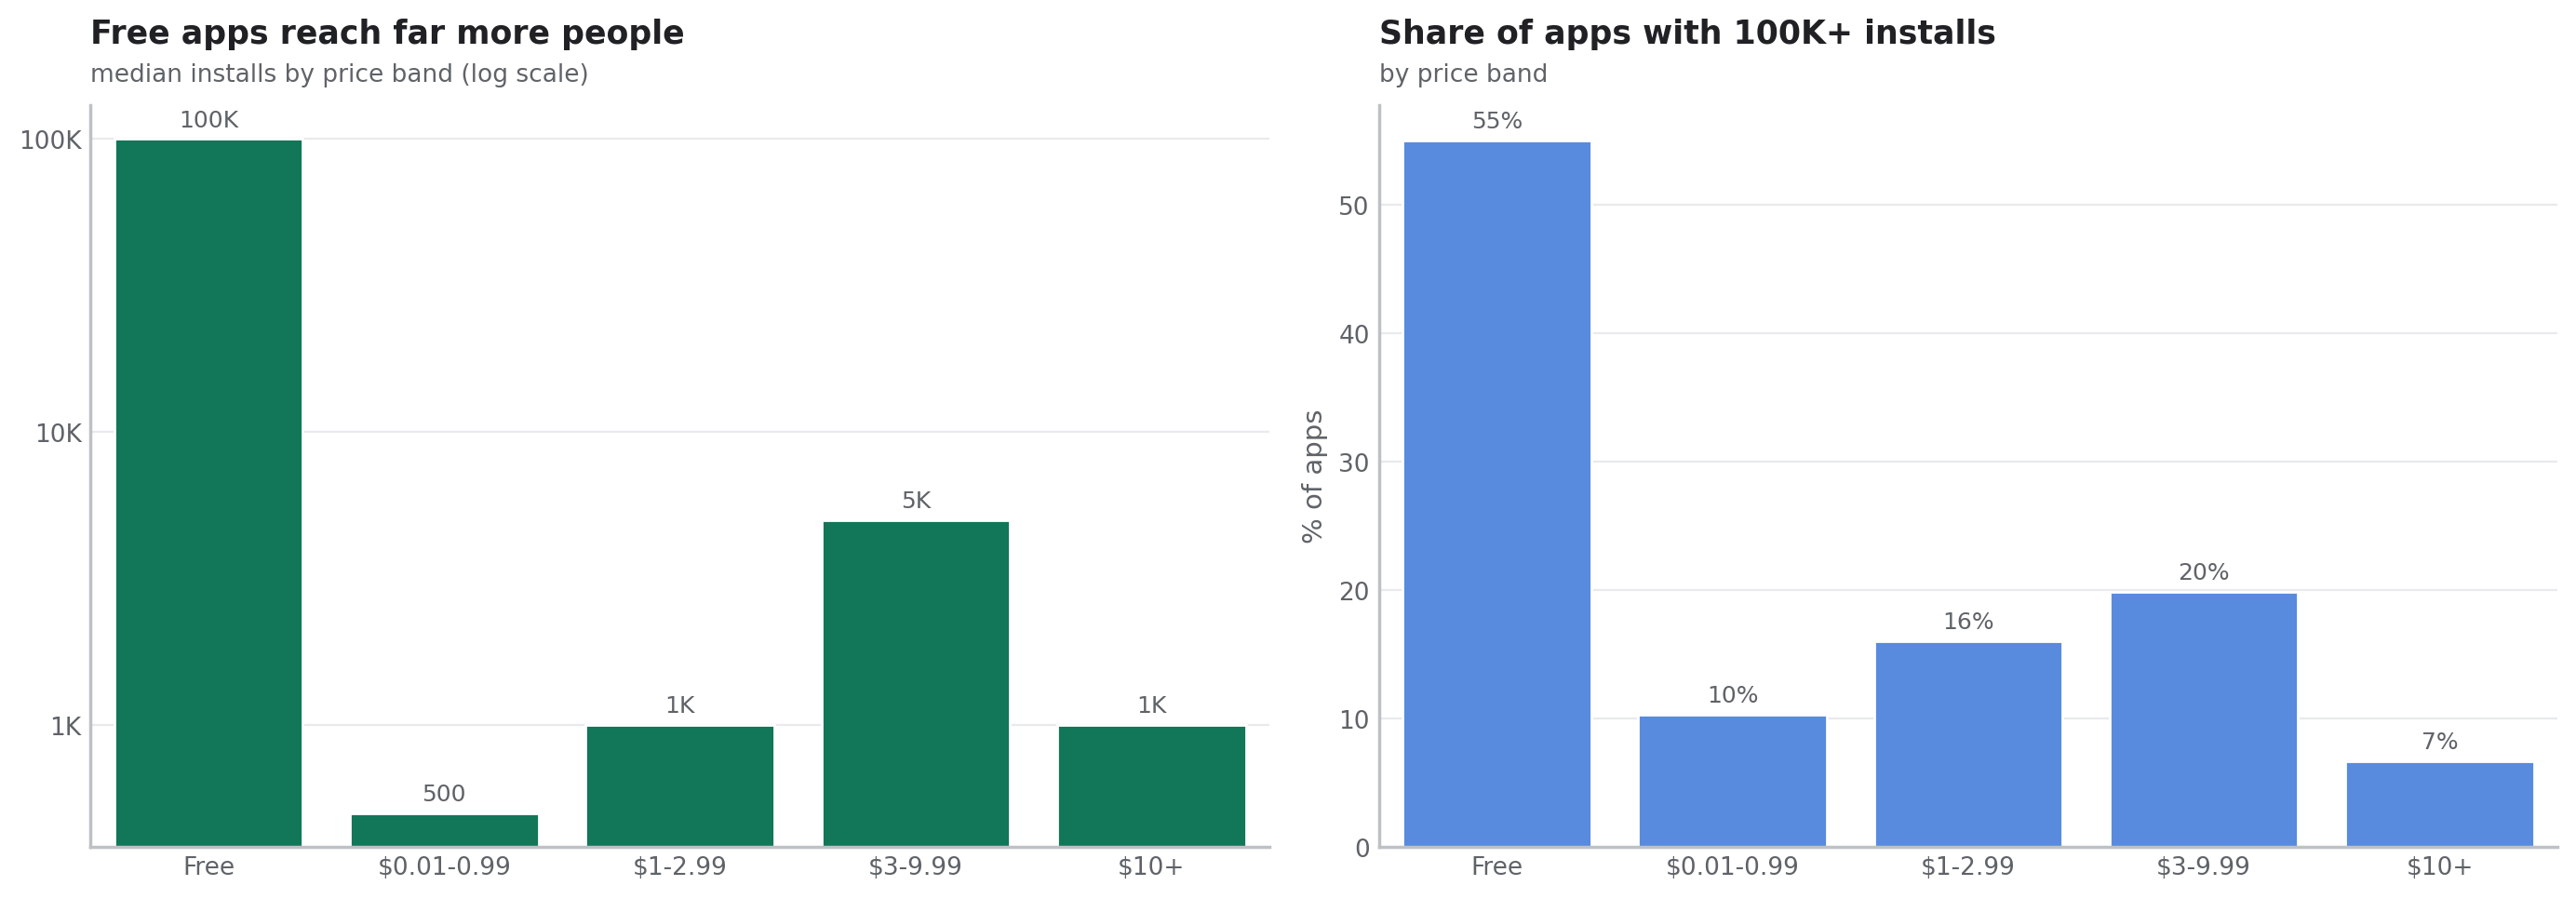 Free apps reach far more people
median installs by price band (log scale)
100K
10K
1K
100K
500
1K
5K
1K
Free
$0.01-0.99
$1-2.99
$3-9.99
$10+
Share of apps with 100K+ installs
by price band
% of apps
50
40
30
20
10
0
55%
10%
16%
20%
7%
Free
$0.01-0.99
$1-2.99
$3-9.99
$10+